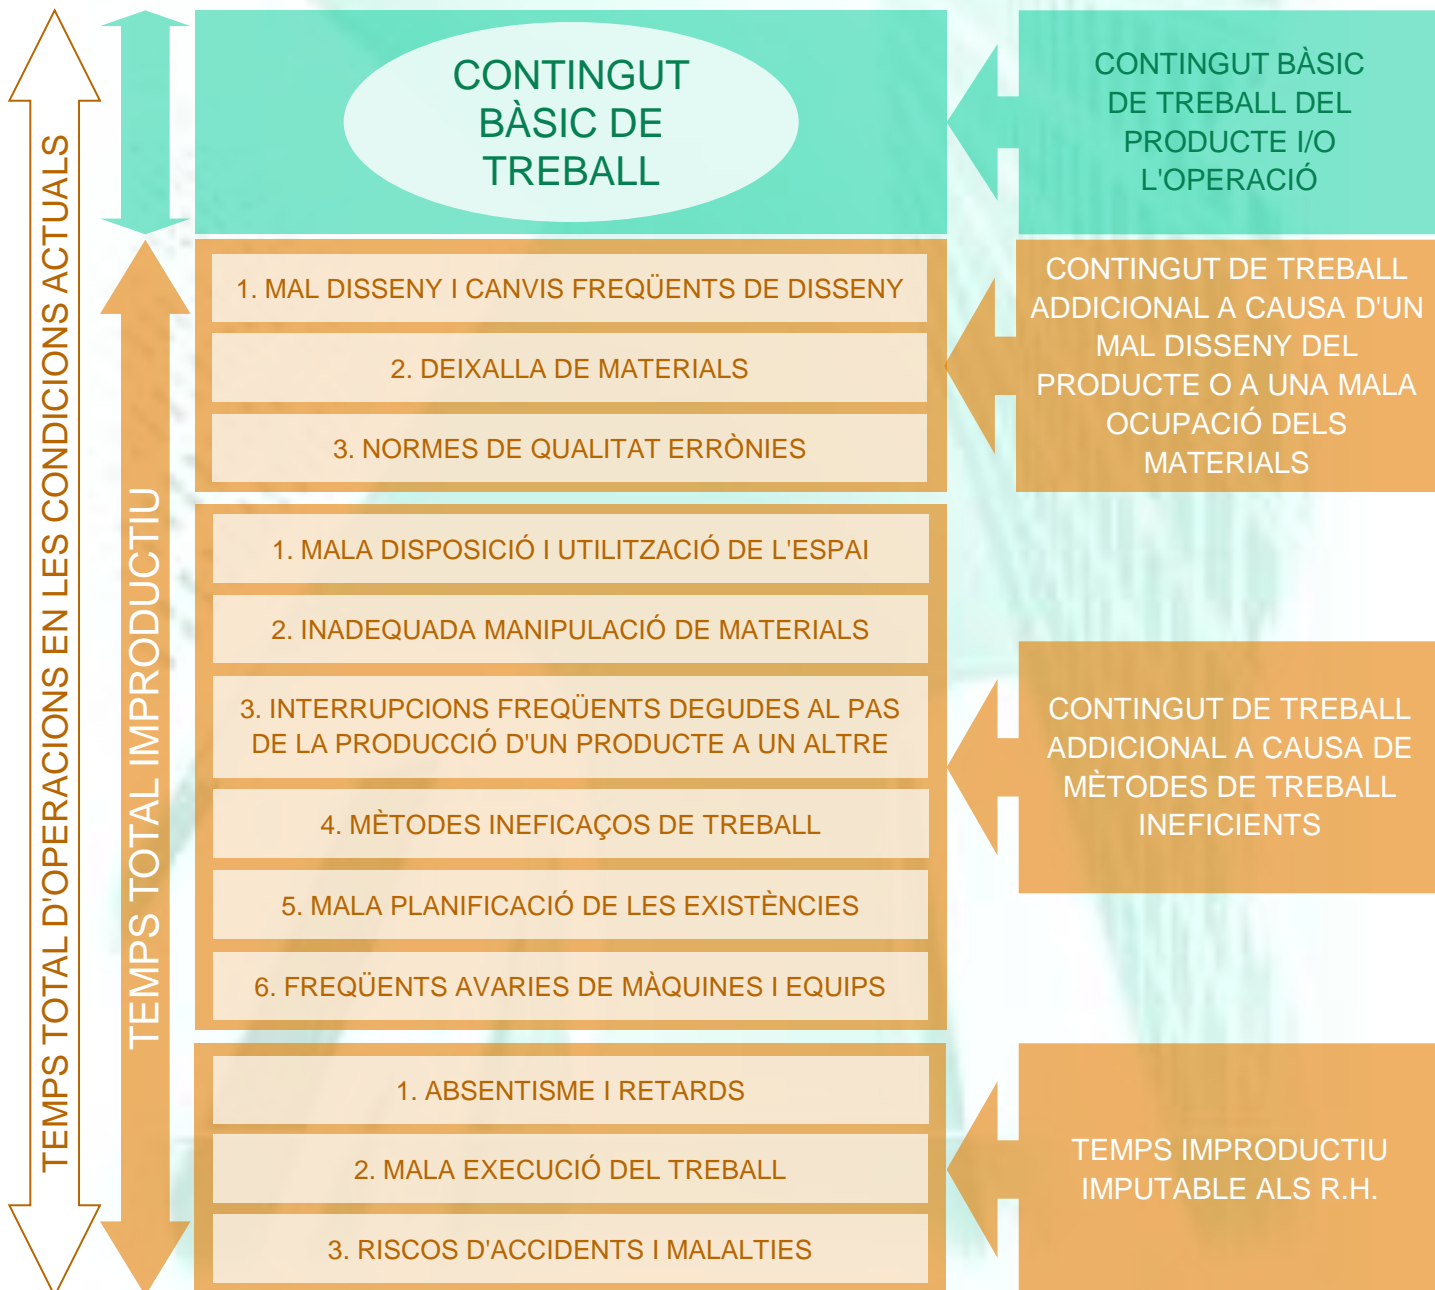 TEMPS TOTAL D'OPERACIONS EN LES CONDICIONS ACTUALS
TEMPS TOTAL IMPRODUCTIU
CONTINGUT
BÀSIC DE
TREBALL
CONTINGUT BÀSIC
DE TREBALL DEL
PRODUCTE I/O
L'OPERACIÓ
1. MAL DISSENY I CANVIS FREQÜENTS DE DISSENY
2. DEIXALLA DE MATERIALS
3. NORMES DE QUALITAT ERRÒNIES
CONTINGUT DE TREBALL
ADDICIONAL A CAUSA D'UN
MAL DISSENY DEL
PRODUCTE O A UNA MALA
OCUPACIÓ DELS
MATERIALS
1. MALA DISPOSICIÓ I UTILITZACIÓ DE L'ESPAI
2. INADEQUADA MANIPULACIÓ DE MATERIALS
3. INTERRUPCIONS FREQÜENTS DEGUDES AL PAS
DE LA PRODUCCIÓ D'UN PRODUCTE A UN ALTRE
4. MÈTODES INEFICAÇOS DE TREBALL
5. MALA PLANIFICACIÓ DE LES EXISTÈNCIES
6. FREQÜENTS AVARIES DE MÀQUINES I EQUIPS
CONTINGUT DE TREBALL
ADDICIONAL A CAUSA DE
MÈTODES DE TREBALL
INEFICIENTS
1. ABSENTISME I RETARDS
2. MALA EXECUCIÓ DEL TREBALL
3. RISCOS D'ACCIDENTS I MALALTIES
TEMPS IMPRODUCTIU
IMPUTABLE ALS R.H.